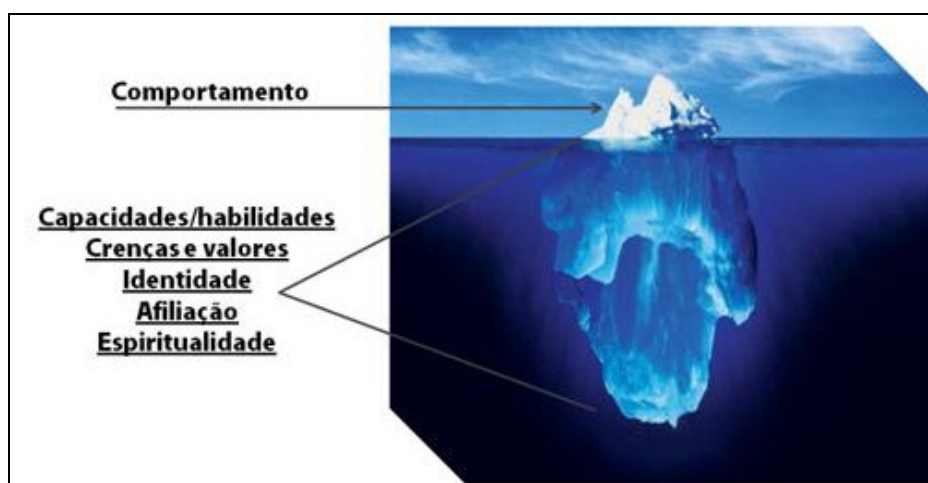 Comportamento
Capacidades/habilidades
Crenças e valores
Identidade
Afiliação
Espiritualidade